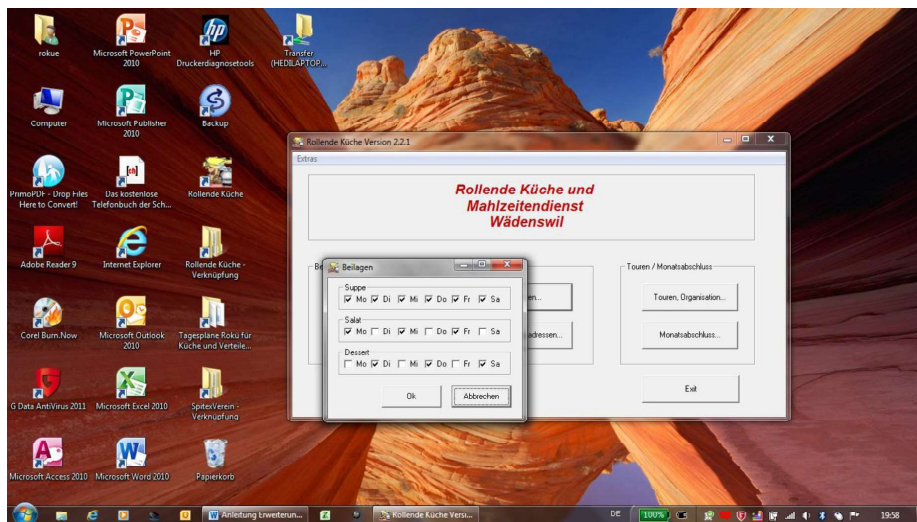 rokue
Microsoft PowerPoint
2010
HP
Druckerdiagnosetools
Transfer
(HEDILAPTOP...
Computer
Microsoft Publisher
2010
Backup
PrimoPDF - Drop Files
Here to Convert!
Das kostenlose
Telefonbuch der Sch...
Rollende Küche
Adobe Reader 9
Internet Explorer
Rollende Küche -
Verknüpfung
Corel Burn.Now
Microsoft Outlook
2010
Tagespläne Rokü für
Küche und Verteile...
G Data AntiVirus 2011
Microsoft Excel 2010
SpitexVerein -
Verknüpfung
Microsoft Access 2010
Microsoft Word 2010
Papierkorb
Rollende Küche Version 2.2.1
Extras
Rollende Küche und
Mahlzeitendienst
Wädenswil
Be
en...
adressen...
Touren / Monatsabschluss
Touren, Organisation...
Monatsabschluss...
Exit
Beilagen
Suppe
Mo Di Mi Do Fr Sa
Salat
Mo Di Mi Do Fr Sa
Dessert
Mo Di Mi Do Fr Sa
Ok
Abbrechen
Anleitung Erweiterun...
Rollende Küche Versi...
DE
100%
19:58